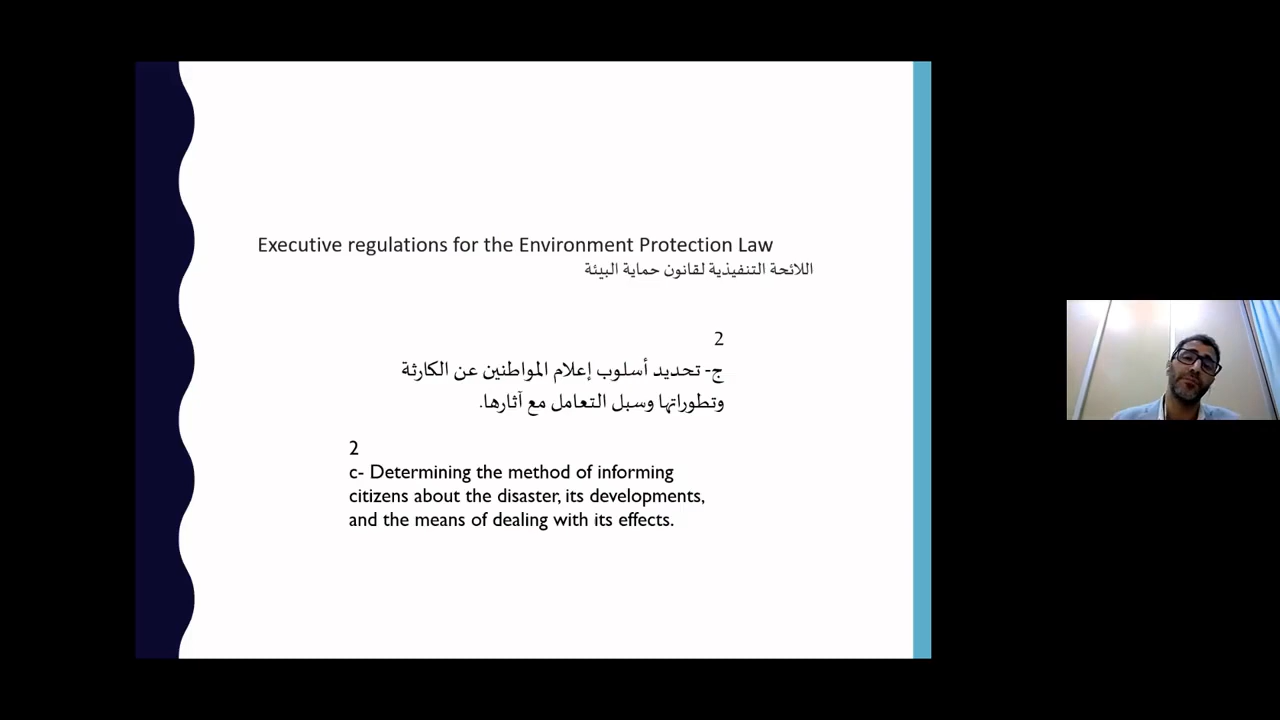 Executive regulations for the Environment Protection Law
اللائحة التنفيذية لقانون حماية البيئة
2
ج- تحديد أسلوب إعلام المواطنين عن الكارثة
وتطوراتها وسبل التعامل مع آثارها.
2
c- Determining the method of informing
citizens about the disaster, its developments,
and the means of dealing with its effects.